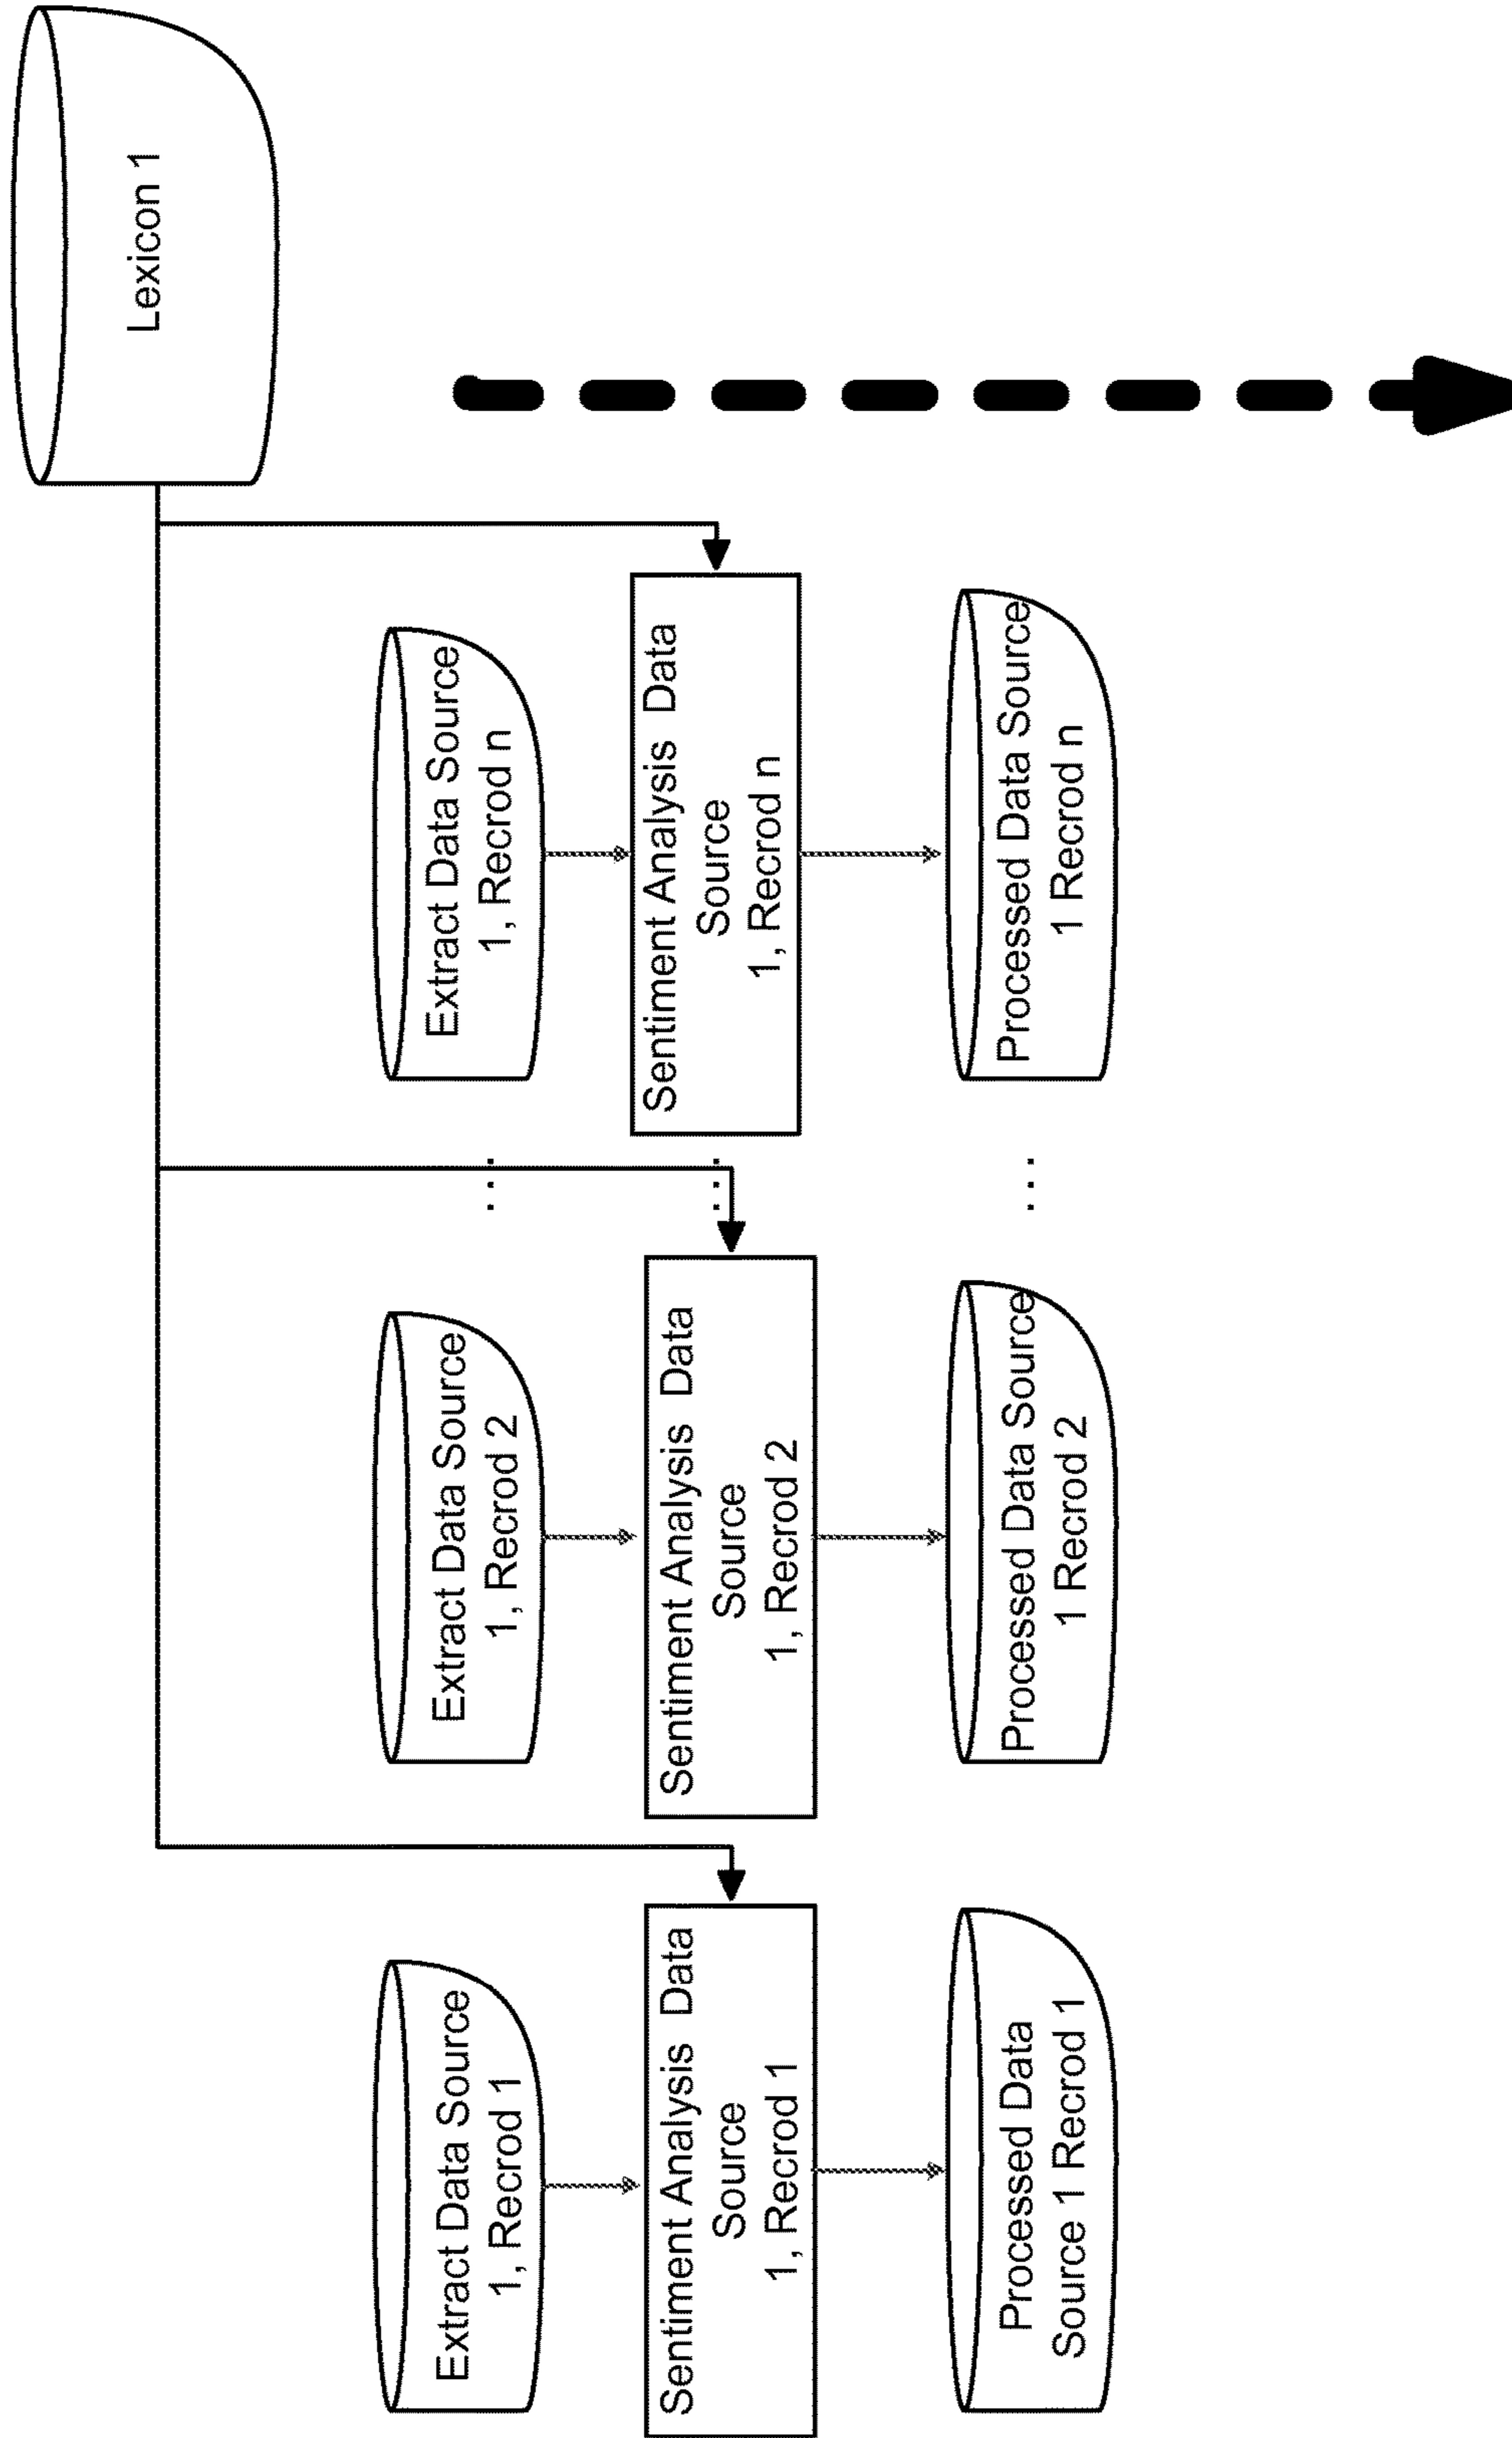 Lexicon 1
Extract Data Source
1, Recrod 1
Extract Data Source
1, Recrod 2
...
Extract Data Source
1, Recrod n
Sentiment Analysis Data
Source
1, Recrod 1
Sentiment Analysis Data
Source
1, Recrod 2
...
Sentiment Analysis Data
Source
1, Recrod n
Processed Data
Source 1 Recrod 1
Processed Data Source
1 Recrod 2
...
Processed Data Source
1 Recrod n